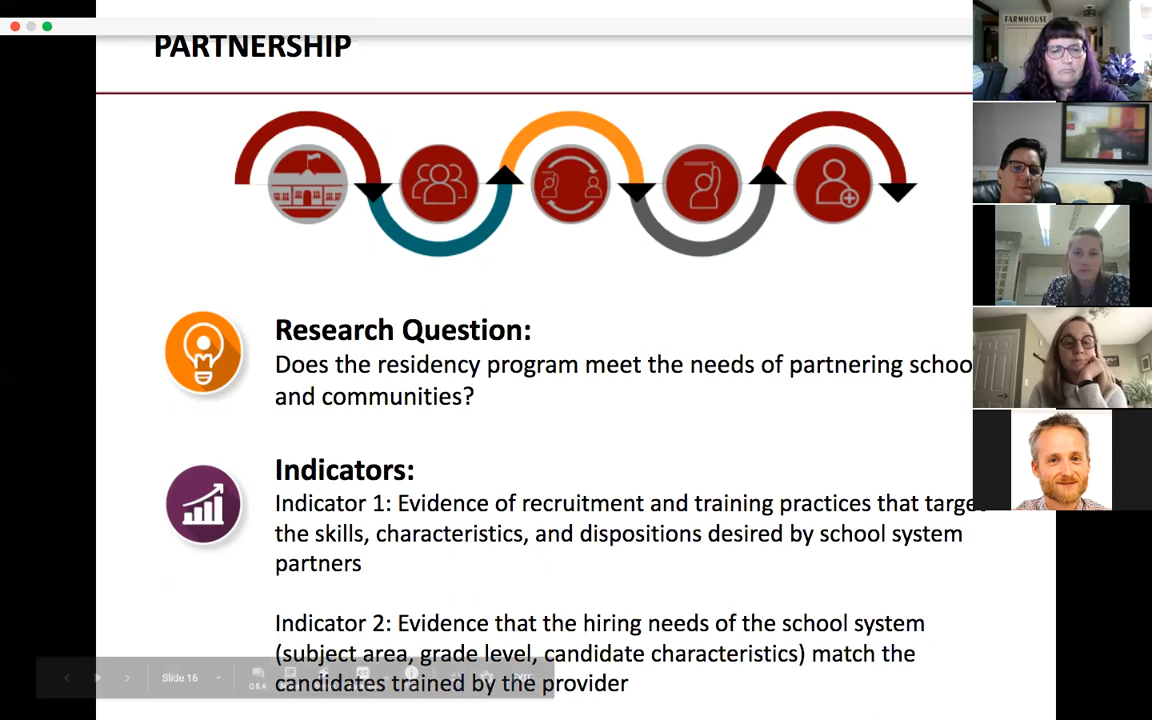 PARTNERSHIP
FARMHOUSE
Research Question:
Does the residency program meet the needs of partnering schoo
and communities?
Indicators:
Indicator 1: Evidence of recruitment and training practices that targe
the skills, characteristics, and dispositions desired by school system
partners
Indicator 2: Evidence that the hiring needs of the school system
(subject area, grade level, candidate characteristics) match the
candidates trained by the provider
Slide 16
Q&A
EXIT